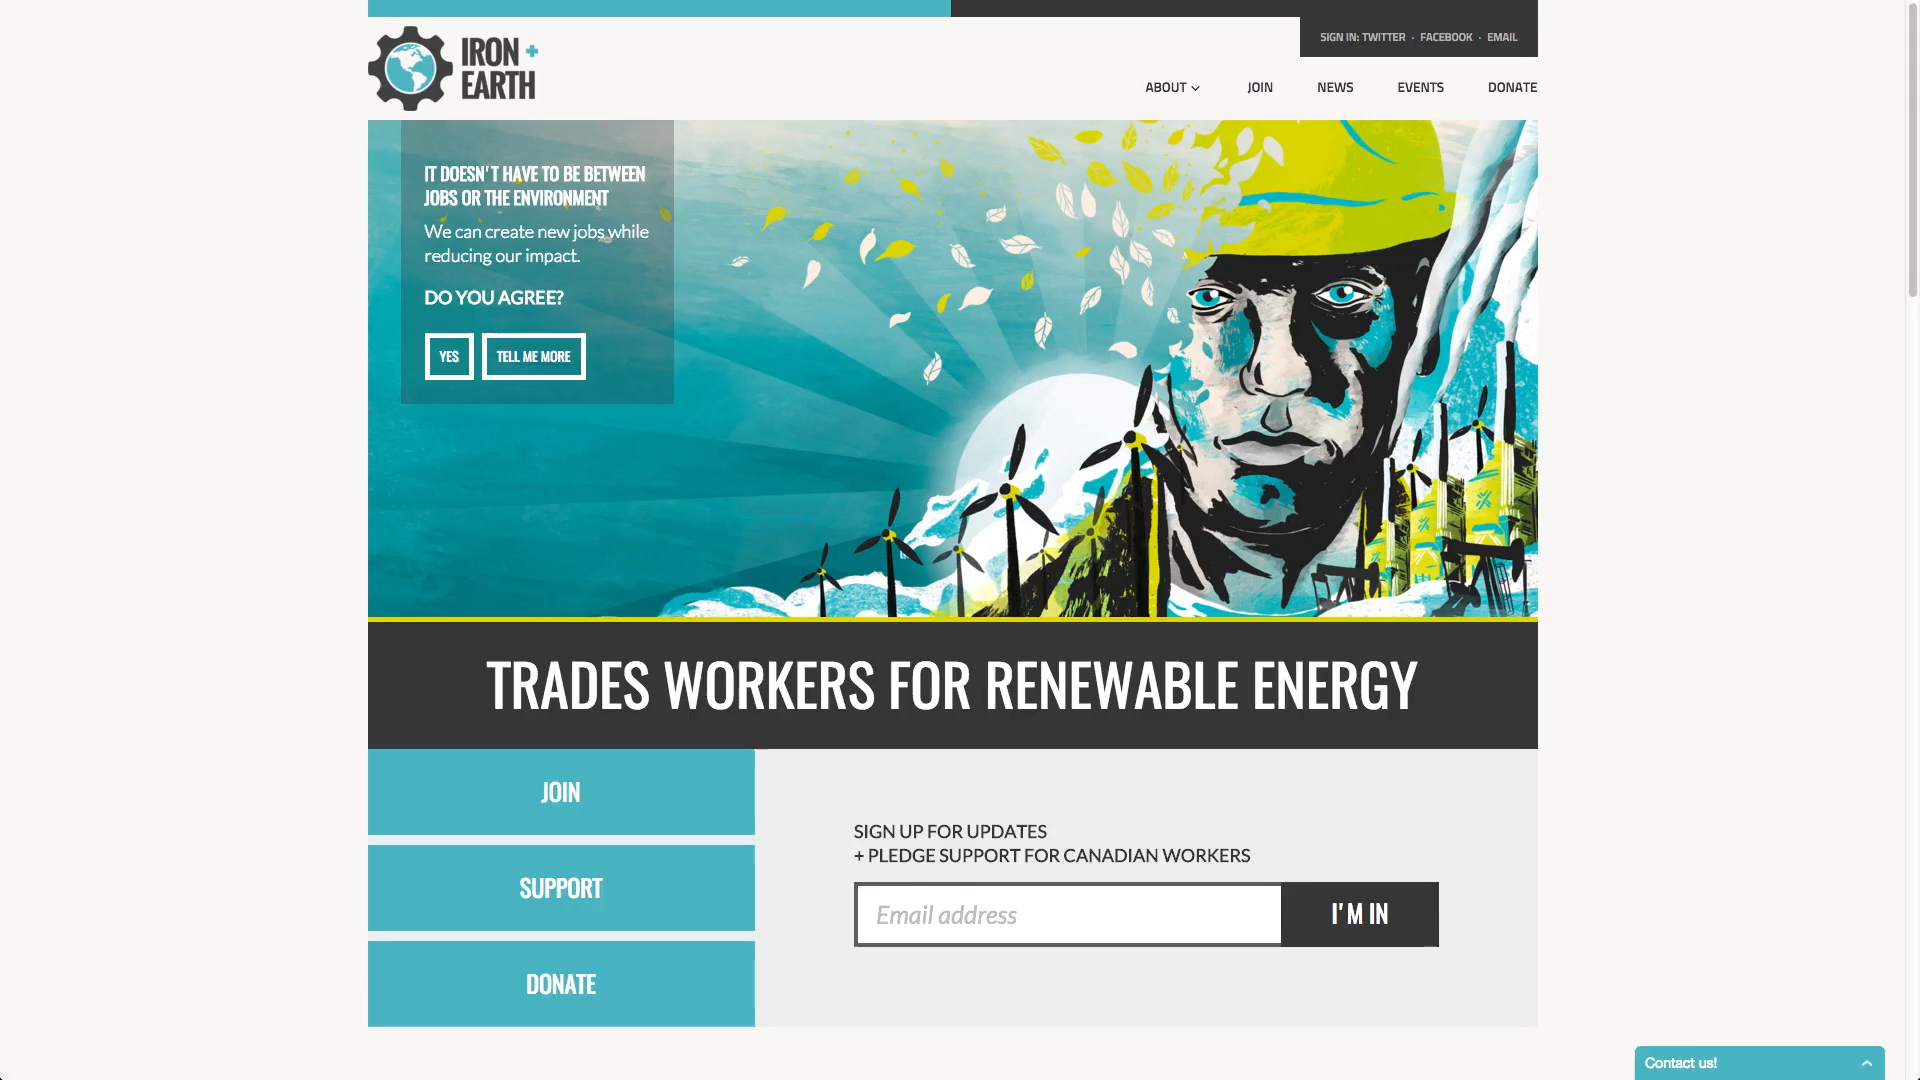 SIGN IN: TWITTER · FACEBOOK · EMAIL
IRON +
EARTH
ABOUT JOIN NEWS EVENTS DONATE
IT DOESN'T HAVE TO BE BETWEEN
JOBS OR THE ENVIRONMENT
We can create new jobs while
reducing our impact.
DO YOU AGREE?
YES TELL ME MORE
TRADES WORKERS FOR RENEWABLE ENERGY
JOIN
SUPPORT
DONATE
SIGN UP FOR UPDATES
+ PLEDGE SUPPORT FOR CANADIAN WORKERS
Email address I'M IN
Contact us!